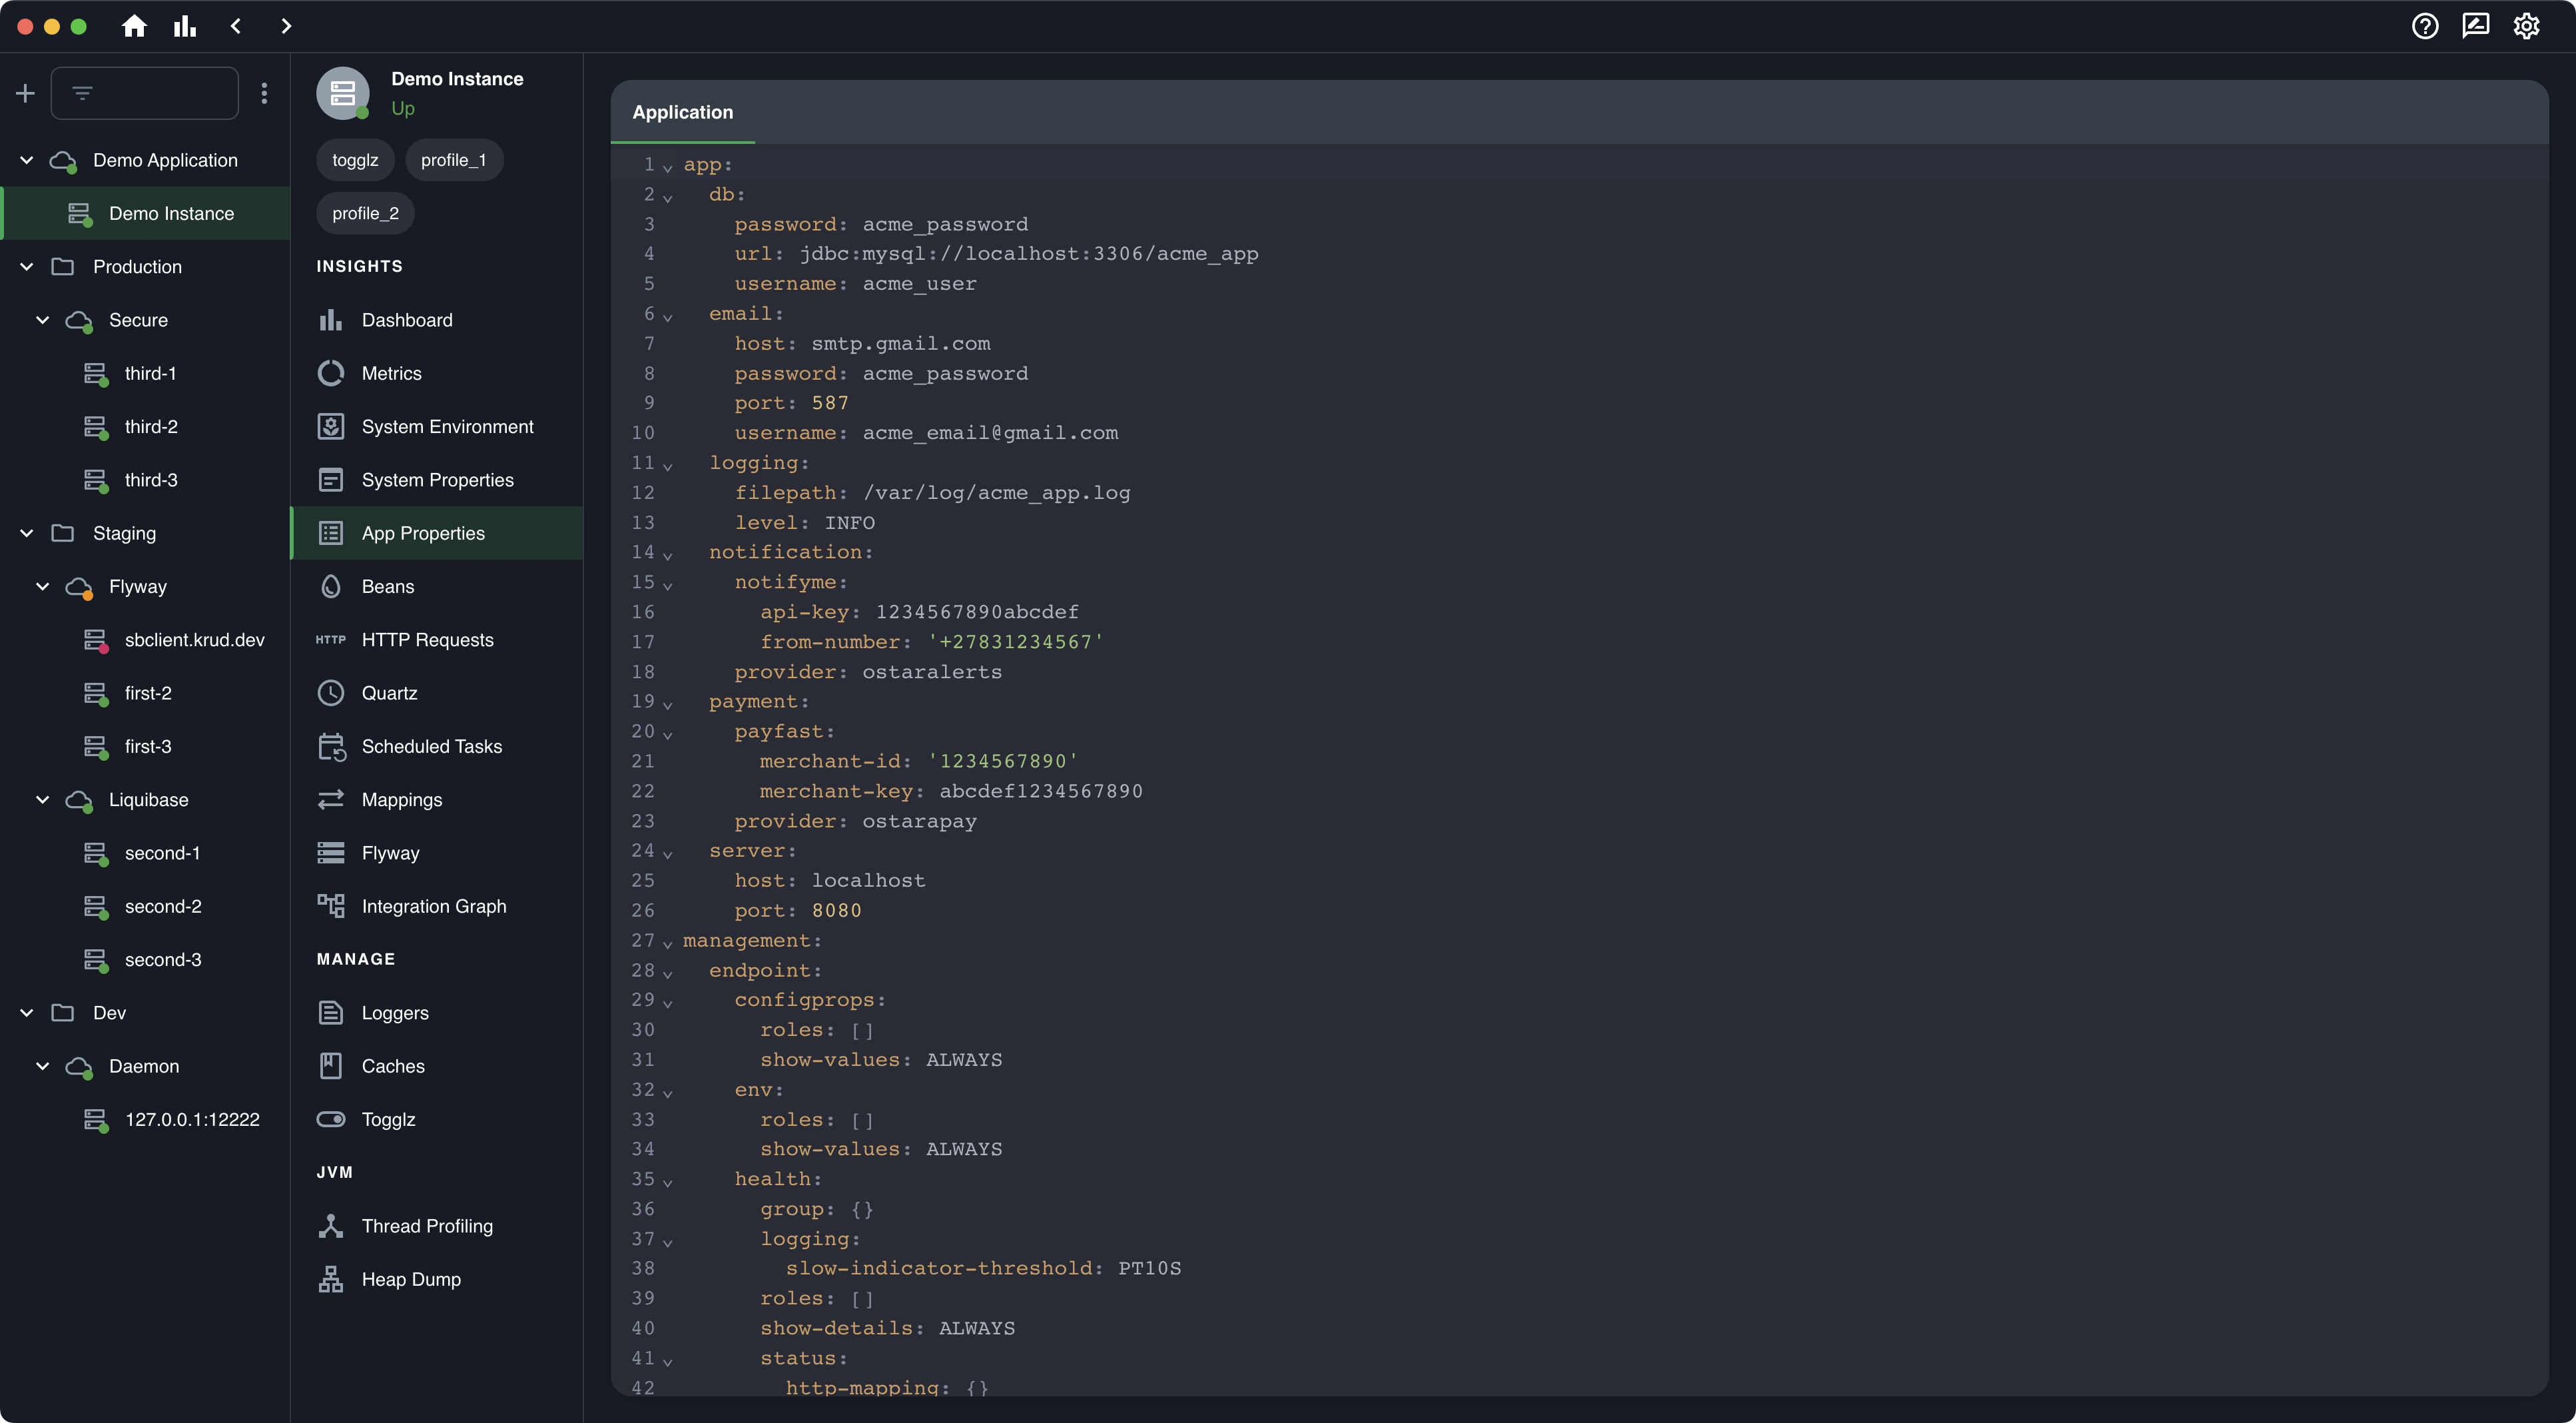 Demo Application
Demo Instance
Production
Secure
third-1
third-2
third-3
Staging
Flyway
sbclient.krud.dev
first-2
first-3
Liquibase
second-1
second-2
second-3
Dev
Daemon
127.0.0.1:12222
Demo Instance
Up
togglz
profile_1
profile_2
INSIGHTS
Dashboard
Metrics
System Environment
System Properties
App Properties
Beans
HTTP HTTP Requests
Quartz
Scheduled Tasks
Mappings
Flyway
Integration Graph
MANAGE
Loggers
Caches
Togglz
JVM
Thread Profiling
Heap Dump
Application
1 app:
2 db:
3 password: acme_password
4 url: jdbc:mysql://localhost:3306/acme_app
5 username: acme_user
6 email:
7 host: smtp.gmail.com
8 password: acme_password
9 port: 587
10 username: acme_email@gmail.com
11 logging:
12 filepath: /var/log/acme_app.log
13 level: INFO
14 notification:
15 notifyme:
16 api-key: 1234567890abcdef
17 from-number: '+27831234567'
18 provider: ostaralerts
19 payment:
20 payfast:
21 merchant-id: '1234567890'
22 merchant-key: abcdef1234567890
23 provider: ostarapay
24 server:
25 host: localhost
26 port: 8080
27 management:
28 endpoint:
29 configprops:
30 roles: []
31 show-values: ALWAYS
32 env:
33 roles: []
34 show-values: ALWAYS
35 health:
36 group: {}
37 logging:
38 slow-indicator-threshold: PT10S
39 roles: []
40 show-details: ALWAYS
41 status:
42 http-mapping: {}